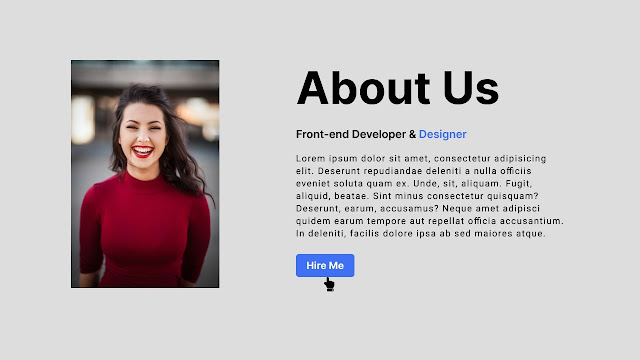 About Us
Front-end Developer & Designer
Lorem ipsum dolor sit amet, consectetur adipisicing
elit. Deserunt repudiandae deleniti a nulla officiis
eveniet soluta quam ex. Unde, sit, aliquam. Fugit,
aliquid, beatae. Sint minus consectetur quisquam?
Deserunt, earum, accusamus? Neque amet adipisci
quidem earum tempore aut repellat officia accusantium.
In deleniti, facilis dolore ipsa ab sed maiores atque.
Hire Me